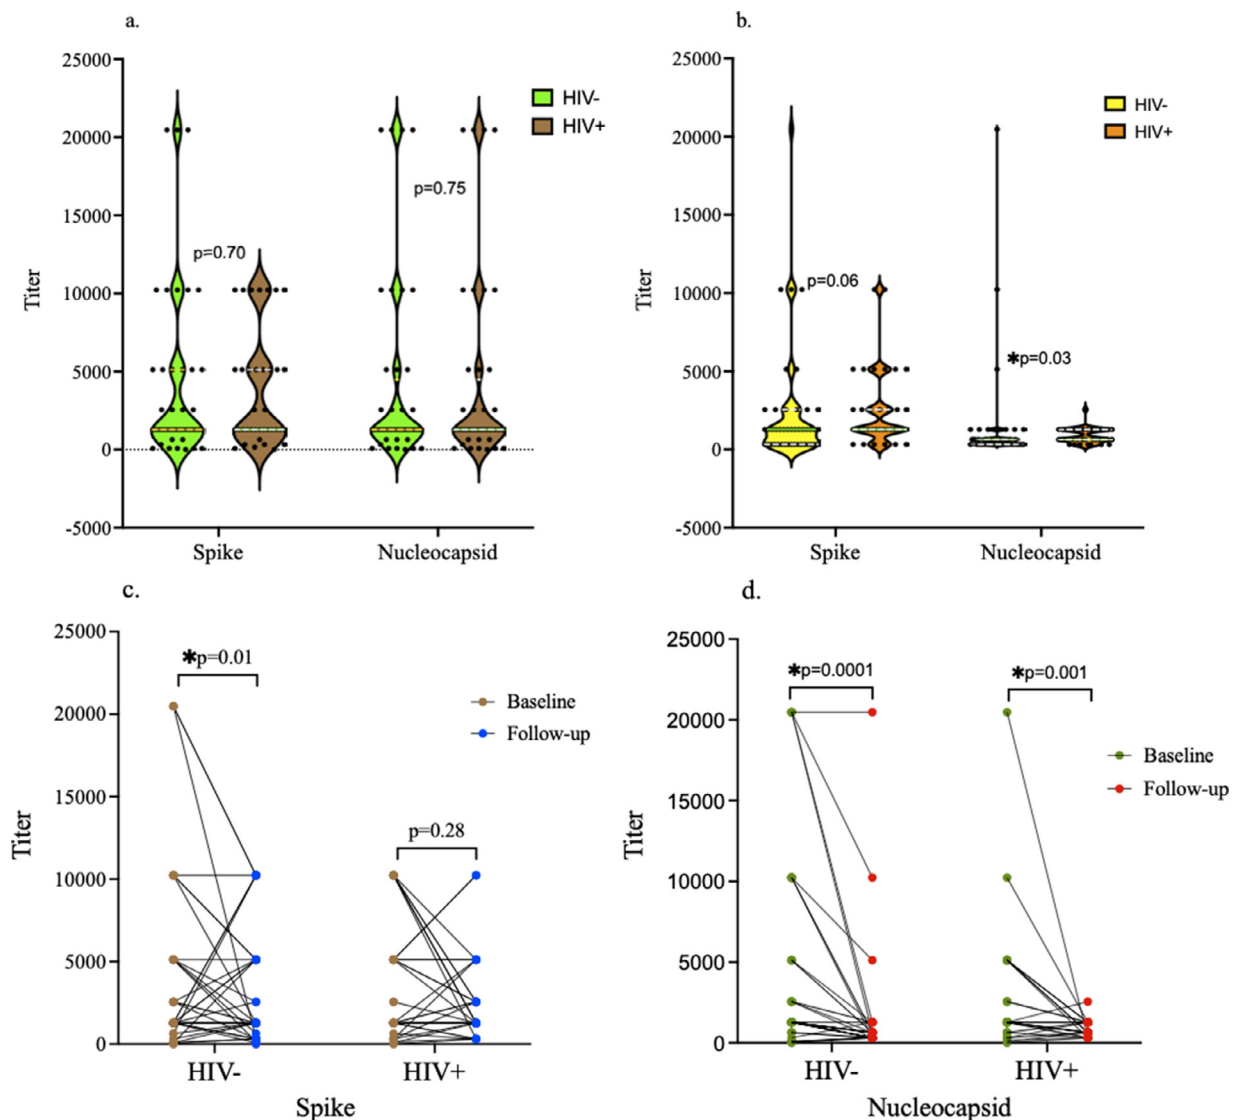 a.
25000
20000
15000
10000
5000
0
-5000
Titer
HIV-
HIV+
p=0.70
p=0.75
Spike
Nucleocapsid
b.
25000
20000
15000
10000
5000
0
-5000
Titer
HIV-
HIV+
p=0.06
*p=0.03
Spike
Nucleocapsid
c.
25000
20000
15000
10000
5000
0
Titer
*p=0.01
p=0.28
Baseline
Follow-up
HIV-
HIV+
Spike
d.
25000
20000
15000
10000
5000
0
Titer
*p=0.0001
*p=0.001
Baseline
Follow-up
HIV-
HIV+
Nucleocapsid